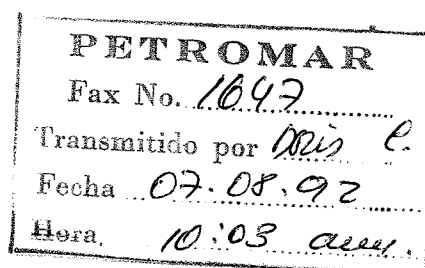 PETROMAR
Fax No. 1647
Transmitido por Doris C.
Fecha 07.08.92
Hora. 10:03 am.